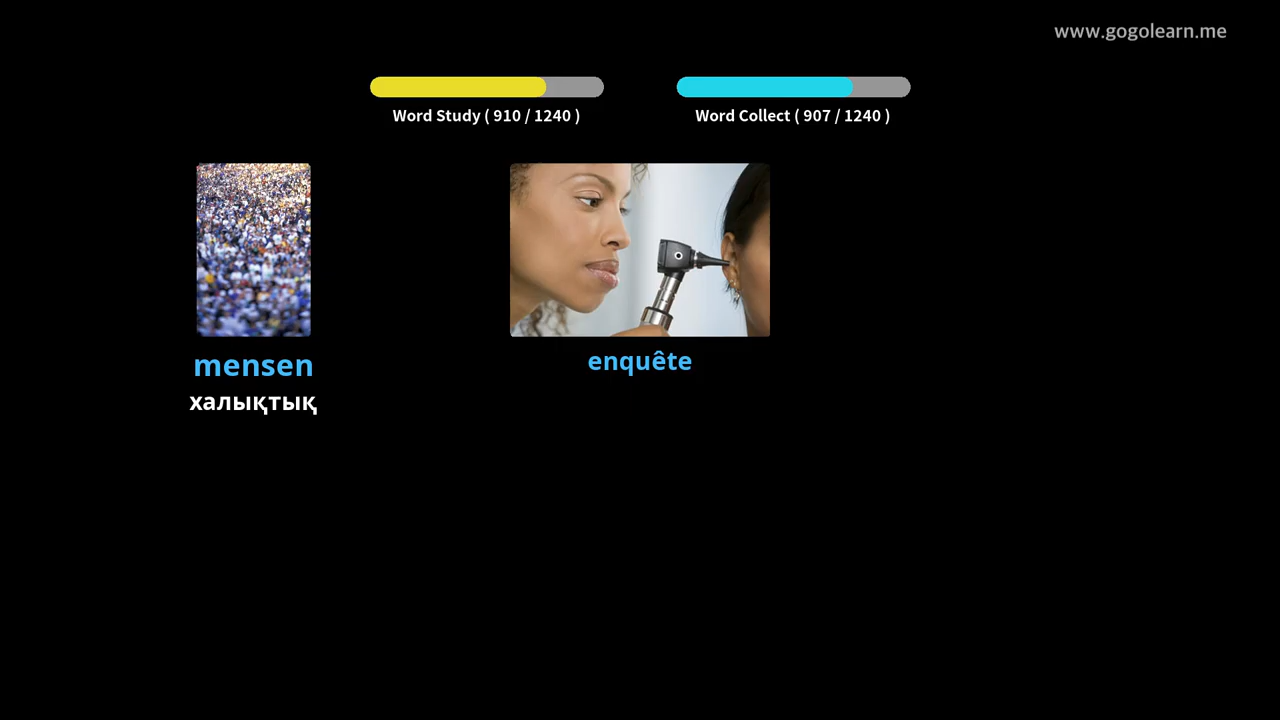 www.gogolearn.me
Word Study ( 910 / 1240 )
Word Collect ( 907 / 1240 )
mensen
халықтық
enquête